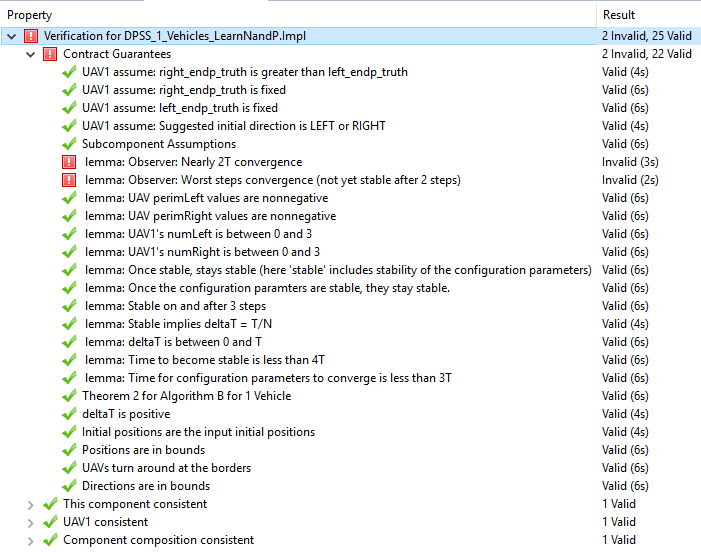 Property Result
Verification for DPSS_1_Vehicles_LearnNandP.Impl 2 Invalid, 25 Valid
Contract Guarantees 2 Invalid, 22 Valid
UAV1 assume: right_endp_truth is greater than left_endp_truth Valid (4s)
UAV1 assume: right_endp_truth is fixed Valid (6s)
UAV1 assume: left_endp_truth is fixed Valid (6s)
UAV1 assume: Suggested initial direction is LEFT or RIGHT Valid (4s)
Subcomponent Assumptions Valid (6s)
lemma: Observer: Nearly 2T convergence Invalid (3s)
lemma: Observer: Worst steps convergence (not yet stable after 2 steps) Invalid (2s)
lemma: UAV perimLeft values are nonnegative Valid (6s)
lemma: UAV perimRight values are nonnegative Valid (6s)
lemma: UAV1's numLeft is between 0 and 3 Valid (6s)
lemma: UAV1's numRight is between 0 and 3 Valid (6s)
lemma: Once stable, stays stable (here 'stable' includes stability of the configuration parameters) Valid (6s)
lemma: Once the configuration paramters are stable, they stay stable. Valid (6s)
lemma: Stable on and after 3 steps Valid (6s)
lemma: Stable implies deltaT = T/N Valid (4s)
lemma: deltaT is between 0 and T Valid (6s)
lemma: Time to become stable is less than 4T Valid (6s)
lemma: Time for configuration parameters to converge is less than 3T Valid (6s)
Theorem 2 for Algorithm B for 1 Vehicle Valid (6s)
deltaT is positive Valid (4s)
Initial positions are the input initial positions Valid (4s)
Positions are in bounds Valid (6s)
UAVs turn around at the borders Valid (6s)
Directions are in bounds Valid (6s)
This component consistent 1 Valid
UAV1 consistent 1 Valid
Component composition consistent 1 Valid